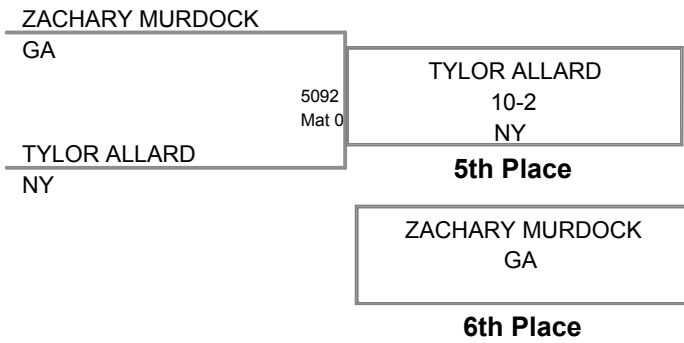 ZACHARY MURDOCK
GA
5092
Mat 0
TYLOR ALLARD
NY
TYLOR ALLARD
10-2
NY
5th Place
ZACHARY MURDOCK
GA
6th Place